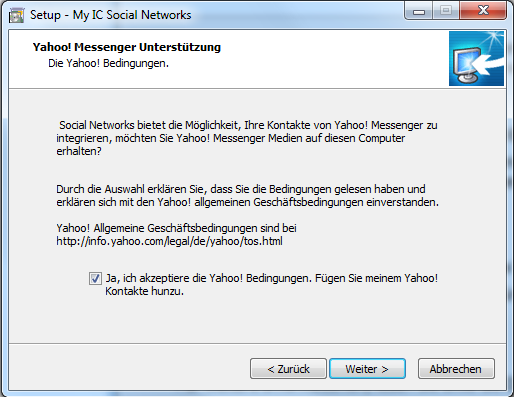 Setup - My IC Social Networks
Yahoo! Messenger Unterstützung
Die Yahoo! Bedingungen.
Social Networks bietet die Möglichkeit, Ihre Kontakte von Yahoo! Messenger zu
integrieren, möchten Sie Yahoo! Messenger Medien auf diesen Computer
erhalten?
Durch die Auswahl erklären Sie, dass Sie die Bedingungen gelesen haben und
erklären sich mit den Yahoo! allgemeinen Geschäftsbedingungen einverstanden.
Yahoo! Allgemeine Geschäftsbedingungen sind bei
http://info.yahoo.com/legal/de/yahoo/tos.html
Ja, ich akzeptiere die Yahoo! Bedingungen. Fügen Sie meinem Yahoo!
Kontakte hunzu.
< Zurück
Weiter >
Abbrechen